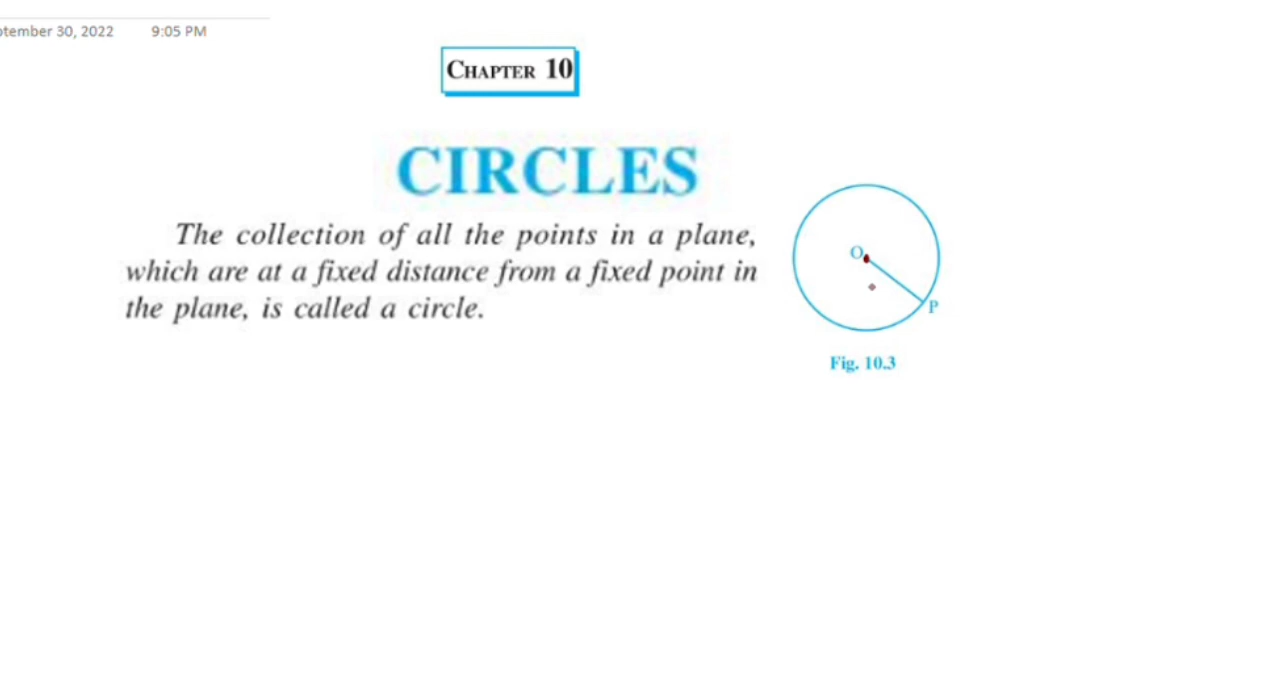 30, 2022 9:05 PM
CHAPTER 10
CIRCLES
The collection of all the points in a plane,
which are at a fixed distance from a fixed point in
the plane, is called a circle.
O
P
Fig. 10.3